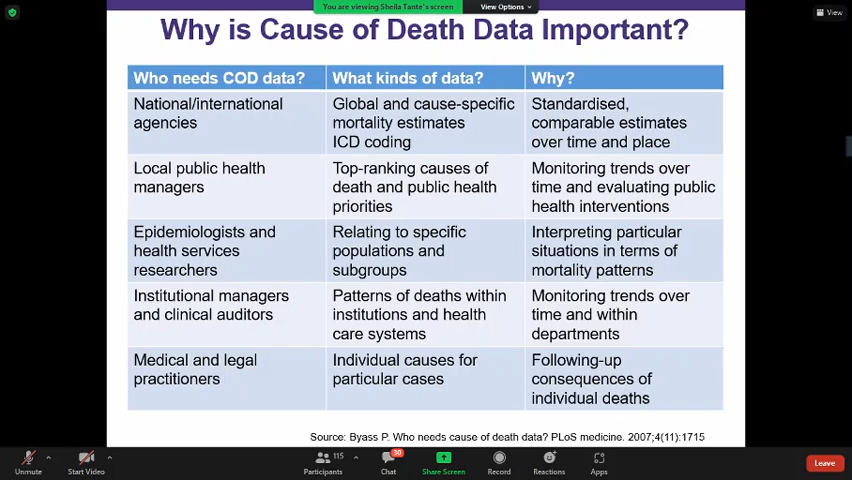 You are viewing Sheila Tante's screen
View Options
View
Why is Cause of Death Data Important?
Who needs COD data?
What kinds of data?
Why?
National/international
agencies
Global and cause-specific
mortality estimates
ICD coding
Standardised,
comparable estimates
over time and place
Local public health
managers
Top-ranking causes of
death and public health
priorities
Monitoring trends over
time and evaluating public
health interventions
Epidemiologists and
health services
researchers
Relating to specific
populations and
subgroups
Interpreting particular
situations in terms of
mortality patterns
Institutional managers
and clinical auditors
Patterns of deaths within
institutions and health
care systems
Monitoring trends over
time and within
departments
Medical and legal
practitioners
Individual causes for
particular cases
Following-up
consequences of
individual deaths
Source: Byass P. Who needs cause of death data? PLoS medicine. 2007;4(11):1715
Unmute
Start Video
Participants
115
Chat
30
Share Screen
Record
Reactions
Apps
Leave